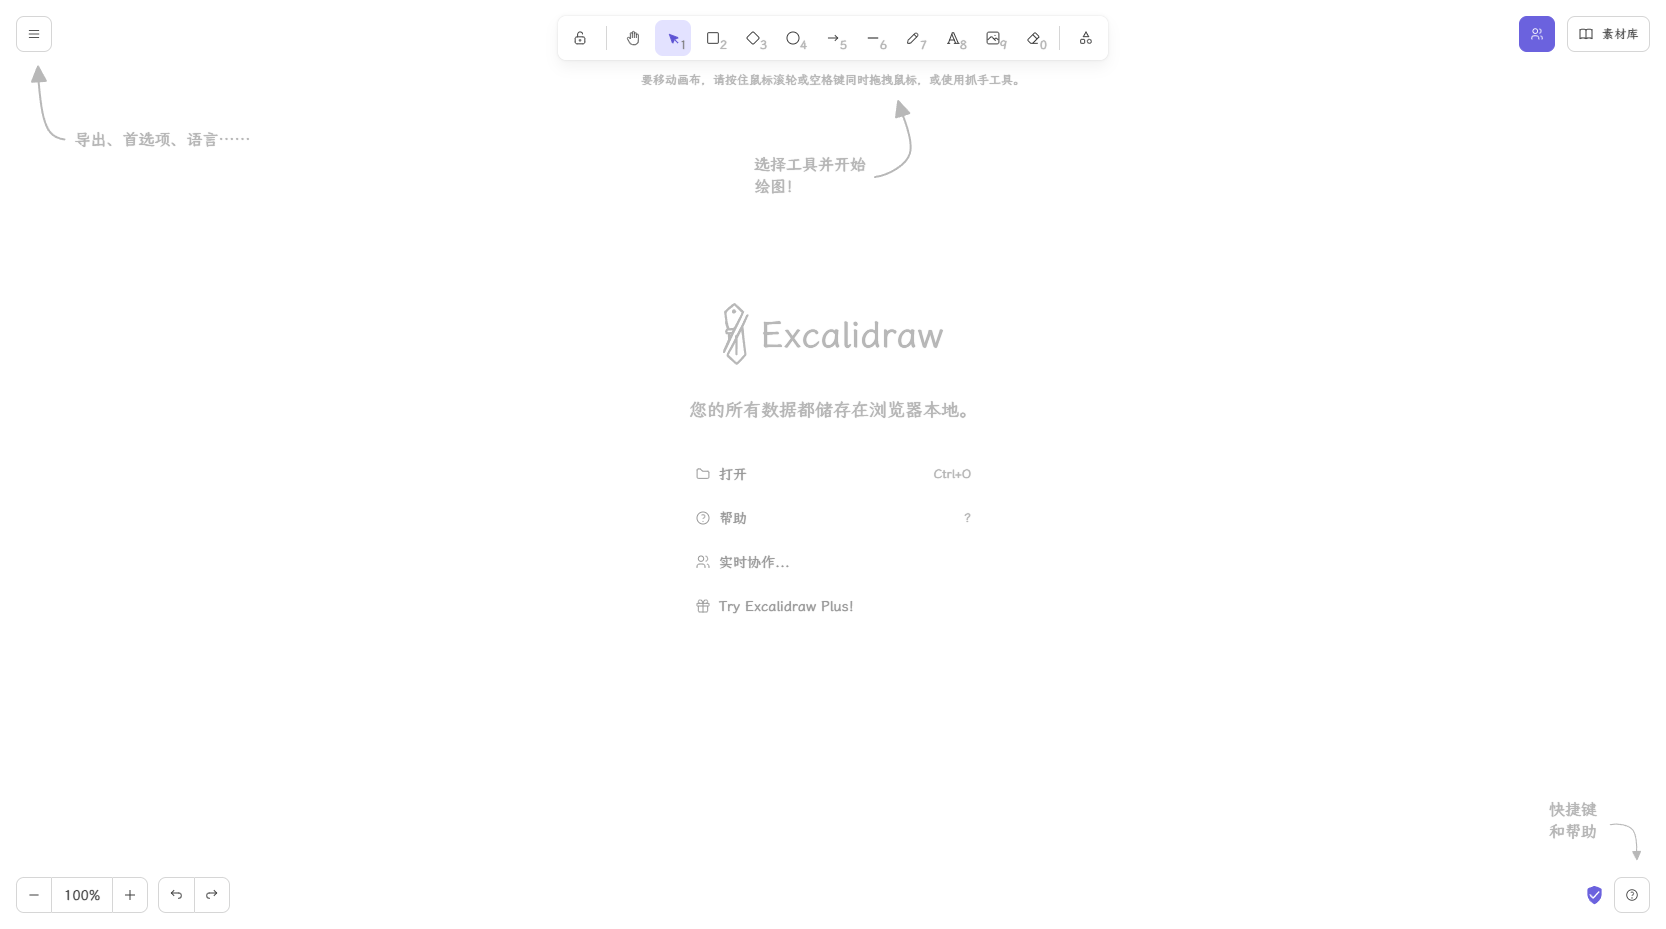 1
2
3
4
5
6
7
A
8
9
0
素材库
要移动画布，请按住鼠标滚轮或空格键同时拖拽鼠标，或使用抓手工具。
导出、首选项、语言……
选择工具并开始
绘图！
Excalidraw
您的所有数据都储存在浏览器本地。
打开 Ctrl+O
帮助 ?
实时协作...
Try Excalidraw Plus!
快捷键
和帮助
100%